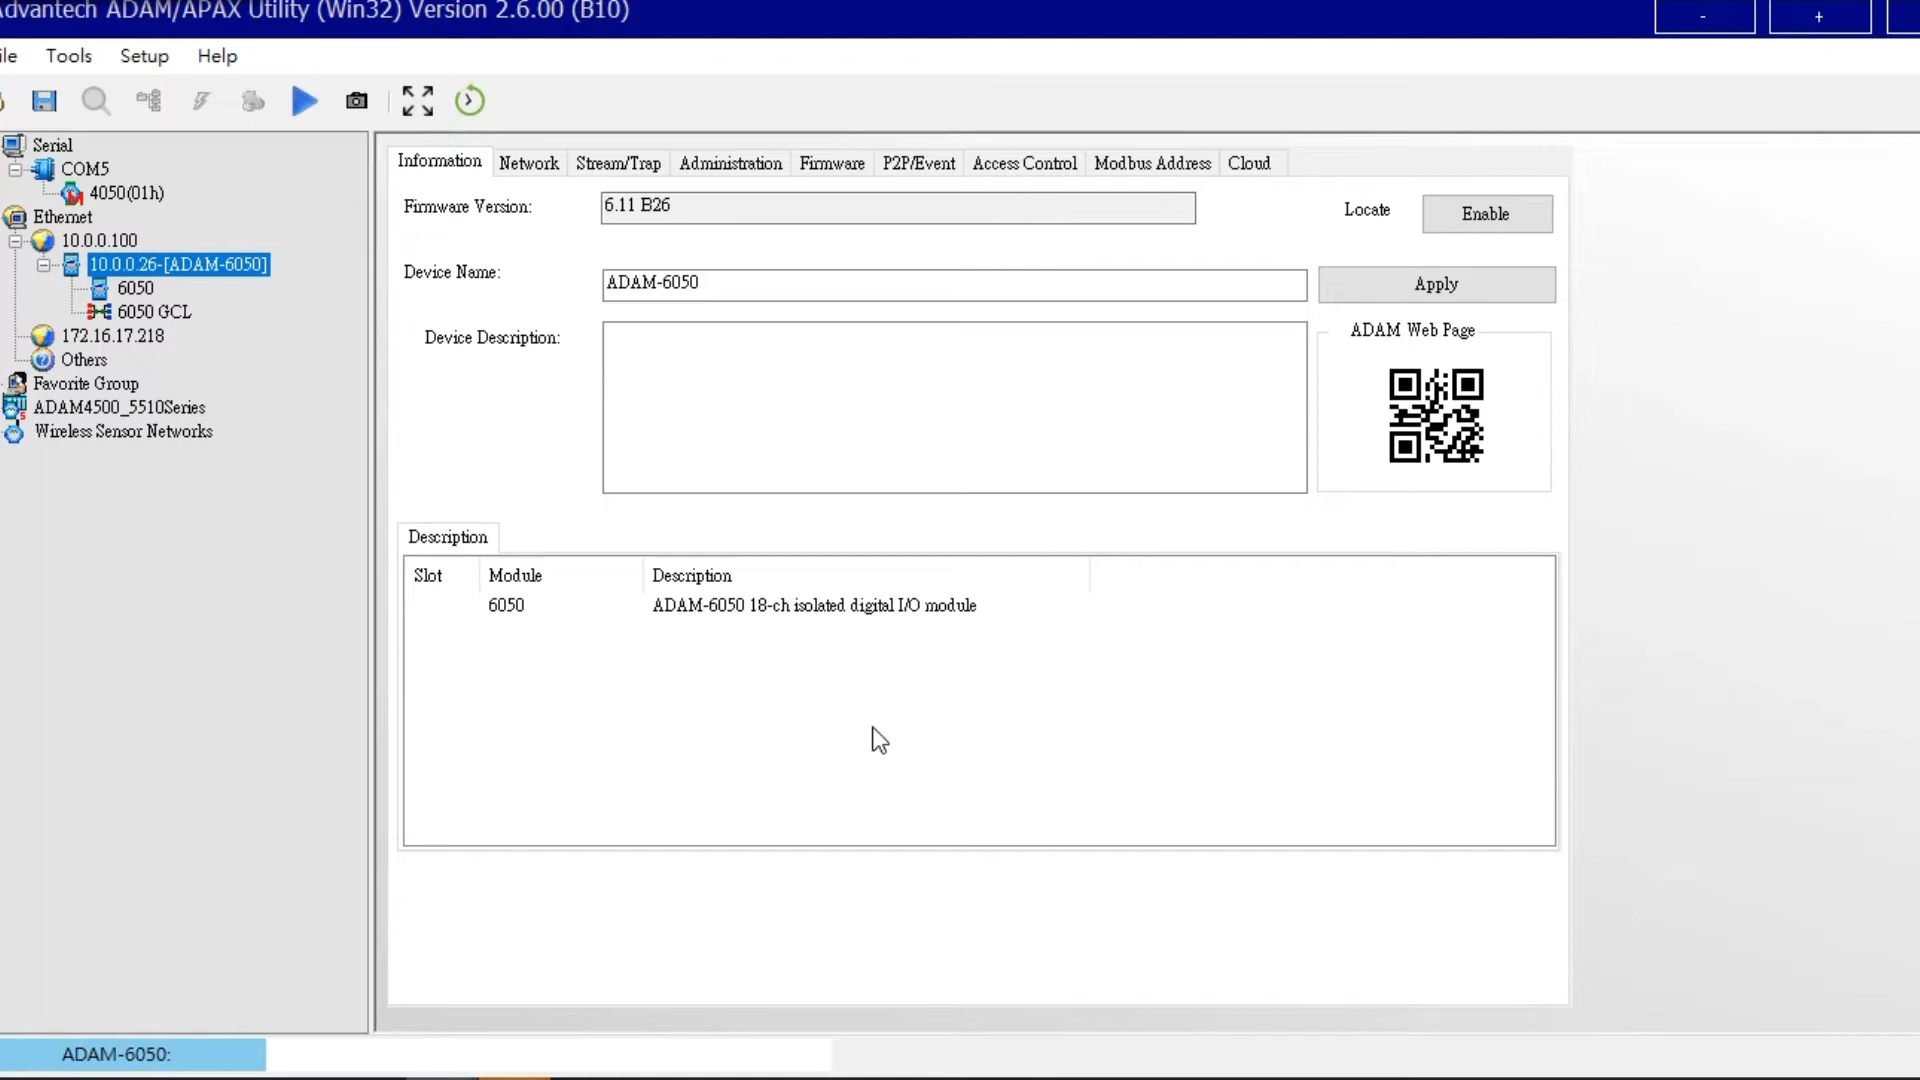 Advantech ADAM/APAX Utility (Win32) Version 2.6.00 (B10)
- +
ile Tools Setup Help
Serial
COM5
4050(01h)
Ethernet
10.0.0.100
10.0.0.26-[ADAM-6050]
6050
6050 GCL
172.16.17.218
Others
Favorite Group
ADAM4500_5510Series
Wireless Sensor Networks
Information Network Stream/Trap Administration Firmware P2P/Event Access Control Modbus Address Cloud
Firmware Version: 6.11 B26 Locate Enable
Device Name: ADAM-6050 Apply
Device Description: ADAM Web Page
Description
Slot Module Description
6050 ADAM-6050 18-ch isolated digital I/O module
ADAM-6050: